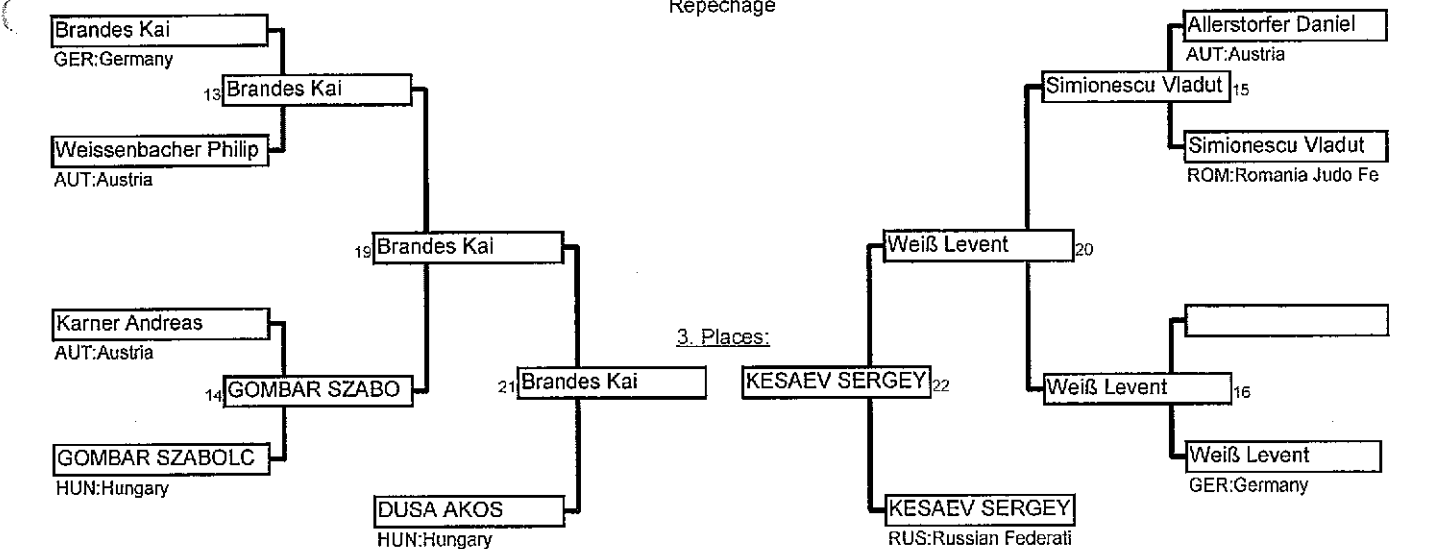 Repechage
Brandes Kai
GER:Germany
13 Brandes Kai
Weissenbacher Philip
AUT:Austria
19 Brandes Kai
Karner Andreas
AUT:Austria
14 GOMBAR SZABO
GOMBAR SZABOLC
HUN:Hungary
21 Brandes Kai
DUSA AKOS
HUN:Hungary
3. Places:
Allerstorfer Daniel
AUT:Austria
Simionescu Vladut 15
Simionescu Vladut
ROM:Romania Judo Fe
Weiß Levent 20
KESAEV SERGEY 22
Weiß Levent 16
Weiß Levent
GER:Germany
KESAEV SERGEY
RUS:Russian Federati